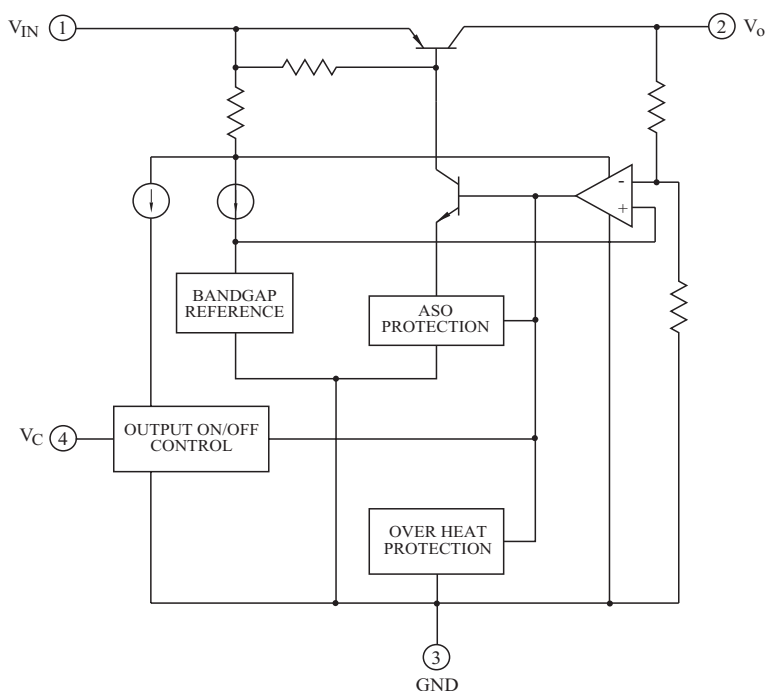 VIN 1
2 Vo
-
+
BANDGAP
REFERENCE
ASO
PROTECTION
VC 4
OUTPUT ON/OFF
CONTROL
OVER HEAT
PROTECTION
3
GND